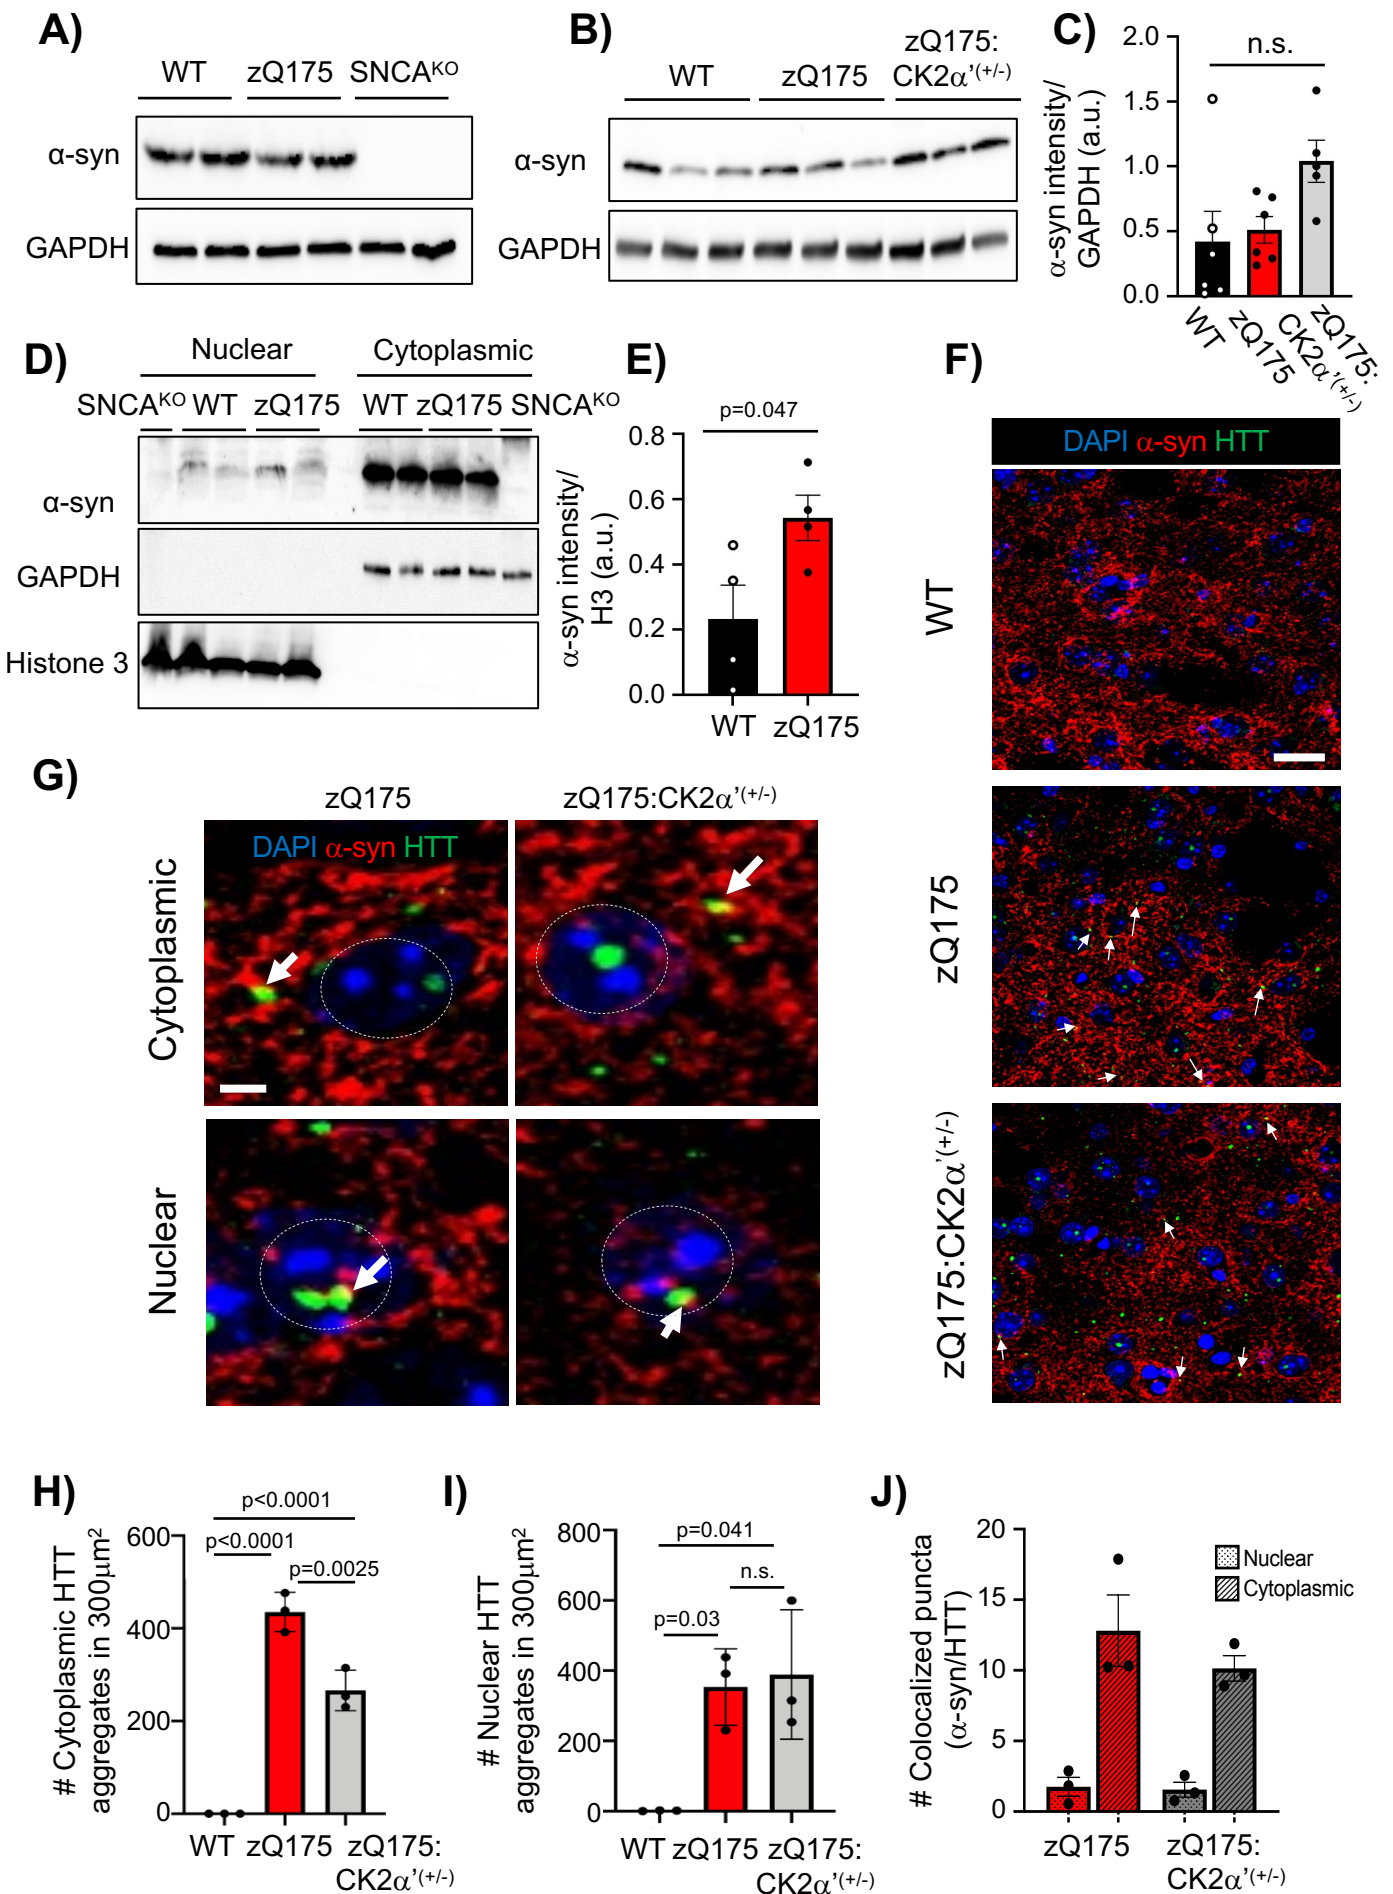 A)
WT zQ175 SNCAᴷᴼ
α-syn
GAPDH
B)
WT zQ175 zQ175:
CK2α’⁽⁺/⁻⁾
α-syn
GAPDH
C)
n.s.
α-syn intensity/
GAPDH (a.u.)
2.0
1.5
1.0
0.5
0.0
WT
zQ175
zQ175:
CK2α’⁽⁺/⁻⁾
D)
Nuclear Cytoplasmic
SNCAᴷᴼ WT zQ175 WT zQ175 SNCAᴷᴼ
α-syn
GAPDH
Histone 3
E)
p=0.047
α-syn intensity/
H3 (a.u.)
0.8
0.6
0.4
0.2
0.0
WT zQ175
F)
DAPI α-syn HTT
WT
zQ175
zQ175:CK2α’⁽⁺/⁻⁾
G)
zQ175 zQ175:CK2α’⁽⁺/⁻⁾
DAPI α-syn HTT
Cytoplasmic
Nuclear
H)
p<0.0001
p<0.0001
p=0.0025
# Cytoplasmic HTT
aggregates in 300µm²
600
400
200
0
WT zQ175 zQ175:
CK2α’⁽⁺/⁻⁾
I)
p=0.041
n.s.
p=0.03
# Nuclear HTT
aggregates in 300µm²
800
600
400
200
0
WT zQ175 zQ175:
CK2α’⁽⁺/⁻⁾
J)
# Colocalized puncta
(α-syn/HTT)
20
15
10
5
0
Nuclear
Cytoplasmic
zQ175 zQ175:
CK2α’⁽⁺/⁻⁾